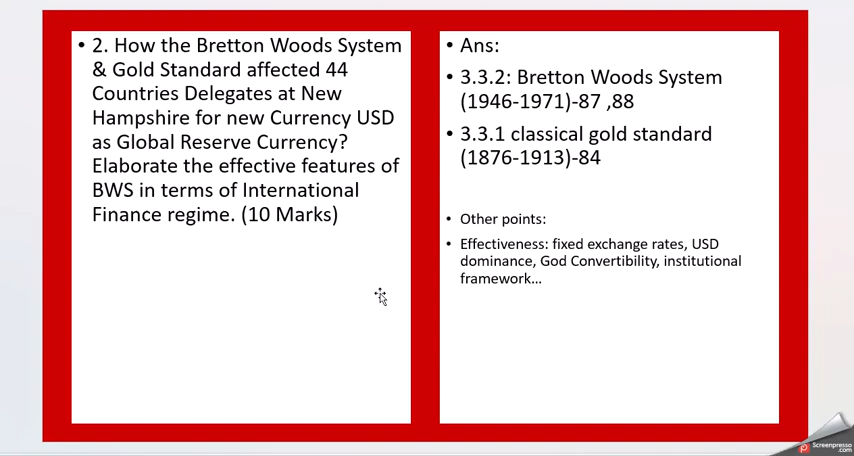 • 2. How the Bretton Woods System
& Gold Standard affected 44
Countries Delegates at New
Hampshire for new Currency USD
as Global Reserve Currency?
Elaborate the effective features of
BWS in terms of International
Finance regime. (10 Marks)
• Ans:
• 3.3.2: Bretton Woods System
(1946-1971)-87 ,88
• 3.3.1 classical gold standard
(1876-1913)-84
• Other points:
• Effectiveness: fixed exchange rates, USD
dominance, God Convertibility, institutional
framework...
Screenpresso
.com